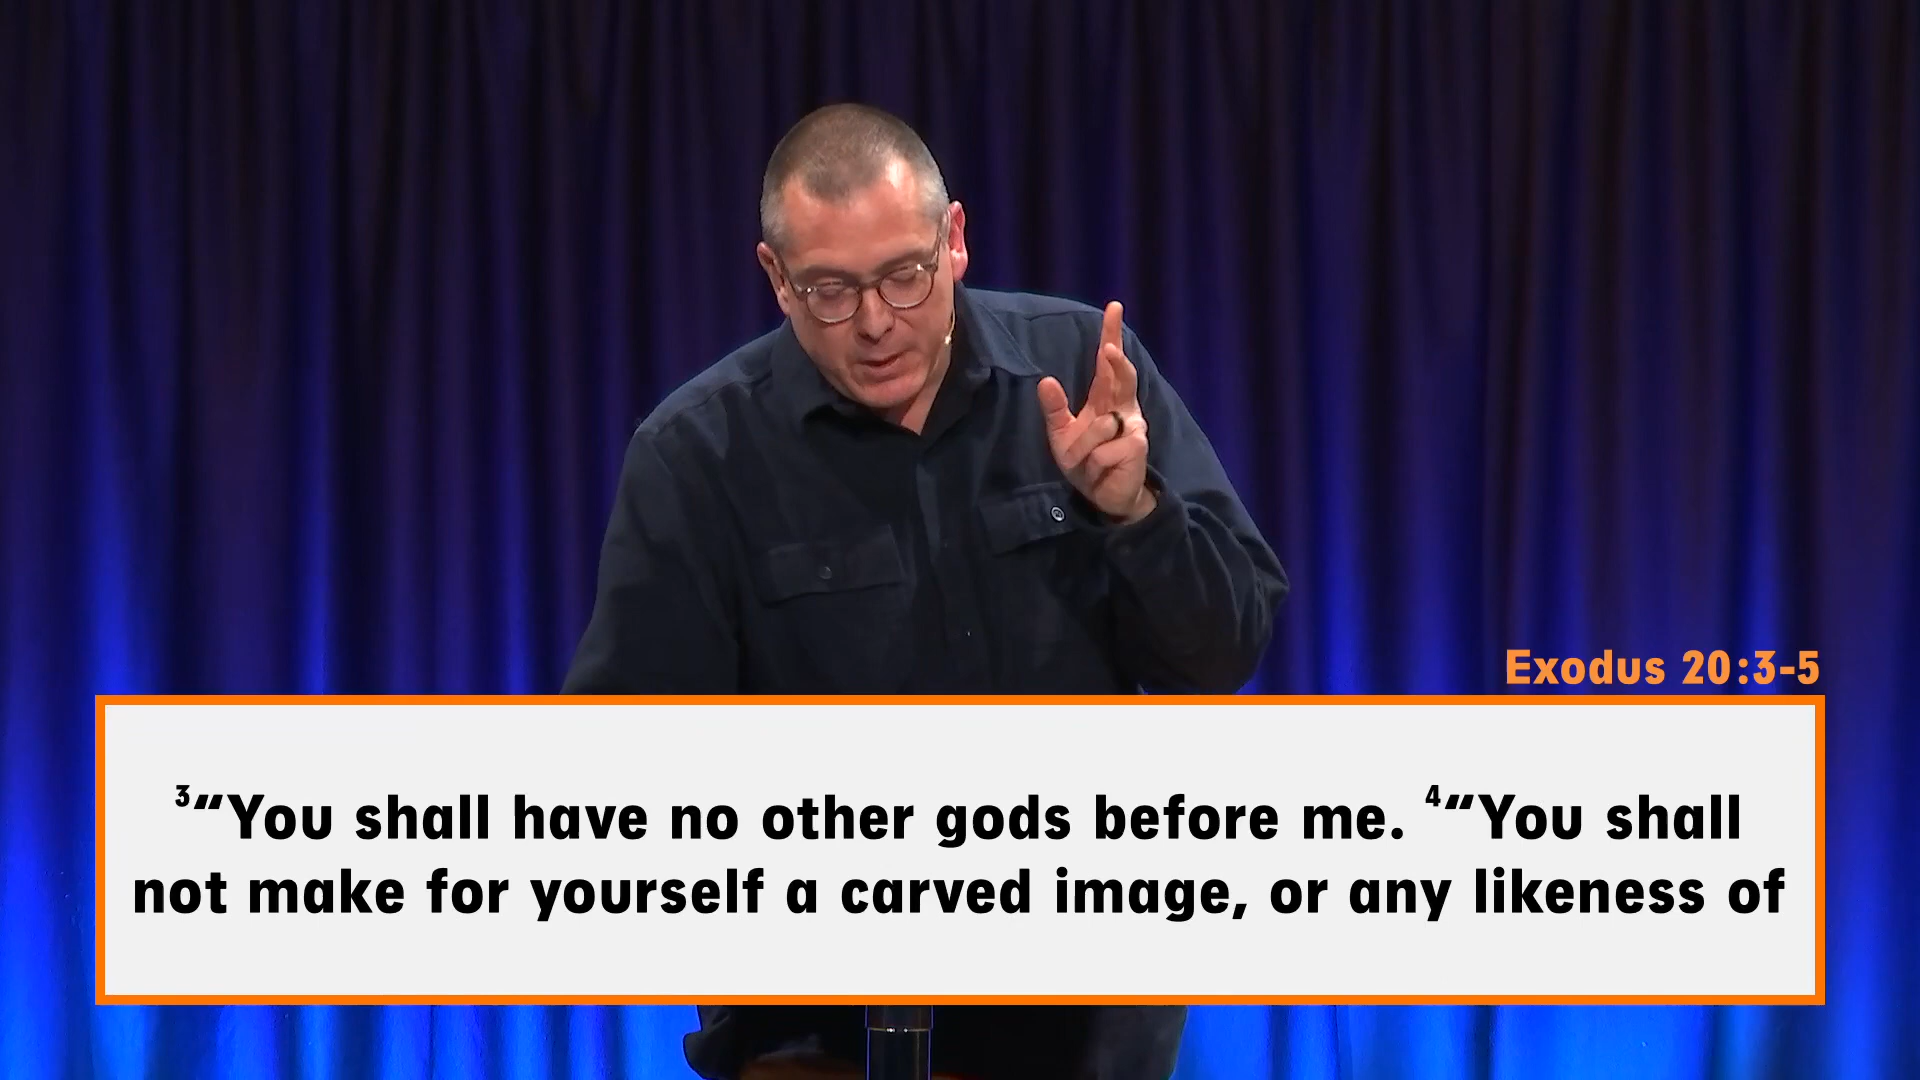 Exodus 20:3-5
³“You shall have no other gods before me. ⁴“You shall
not make for yourself a carved image, or any likeness of